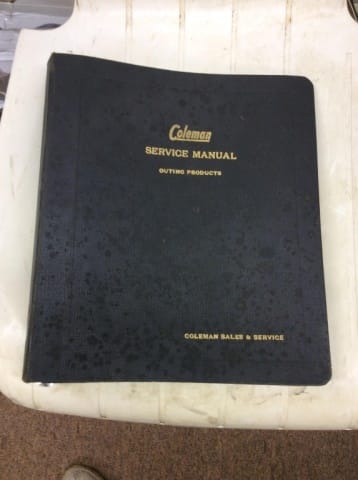 Coleman
SERVICE MANUAL
OUTING PRODUCTS
COLEMAN SALES & SERVICE